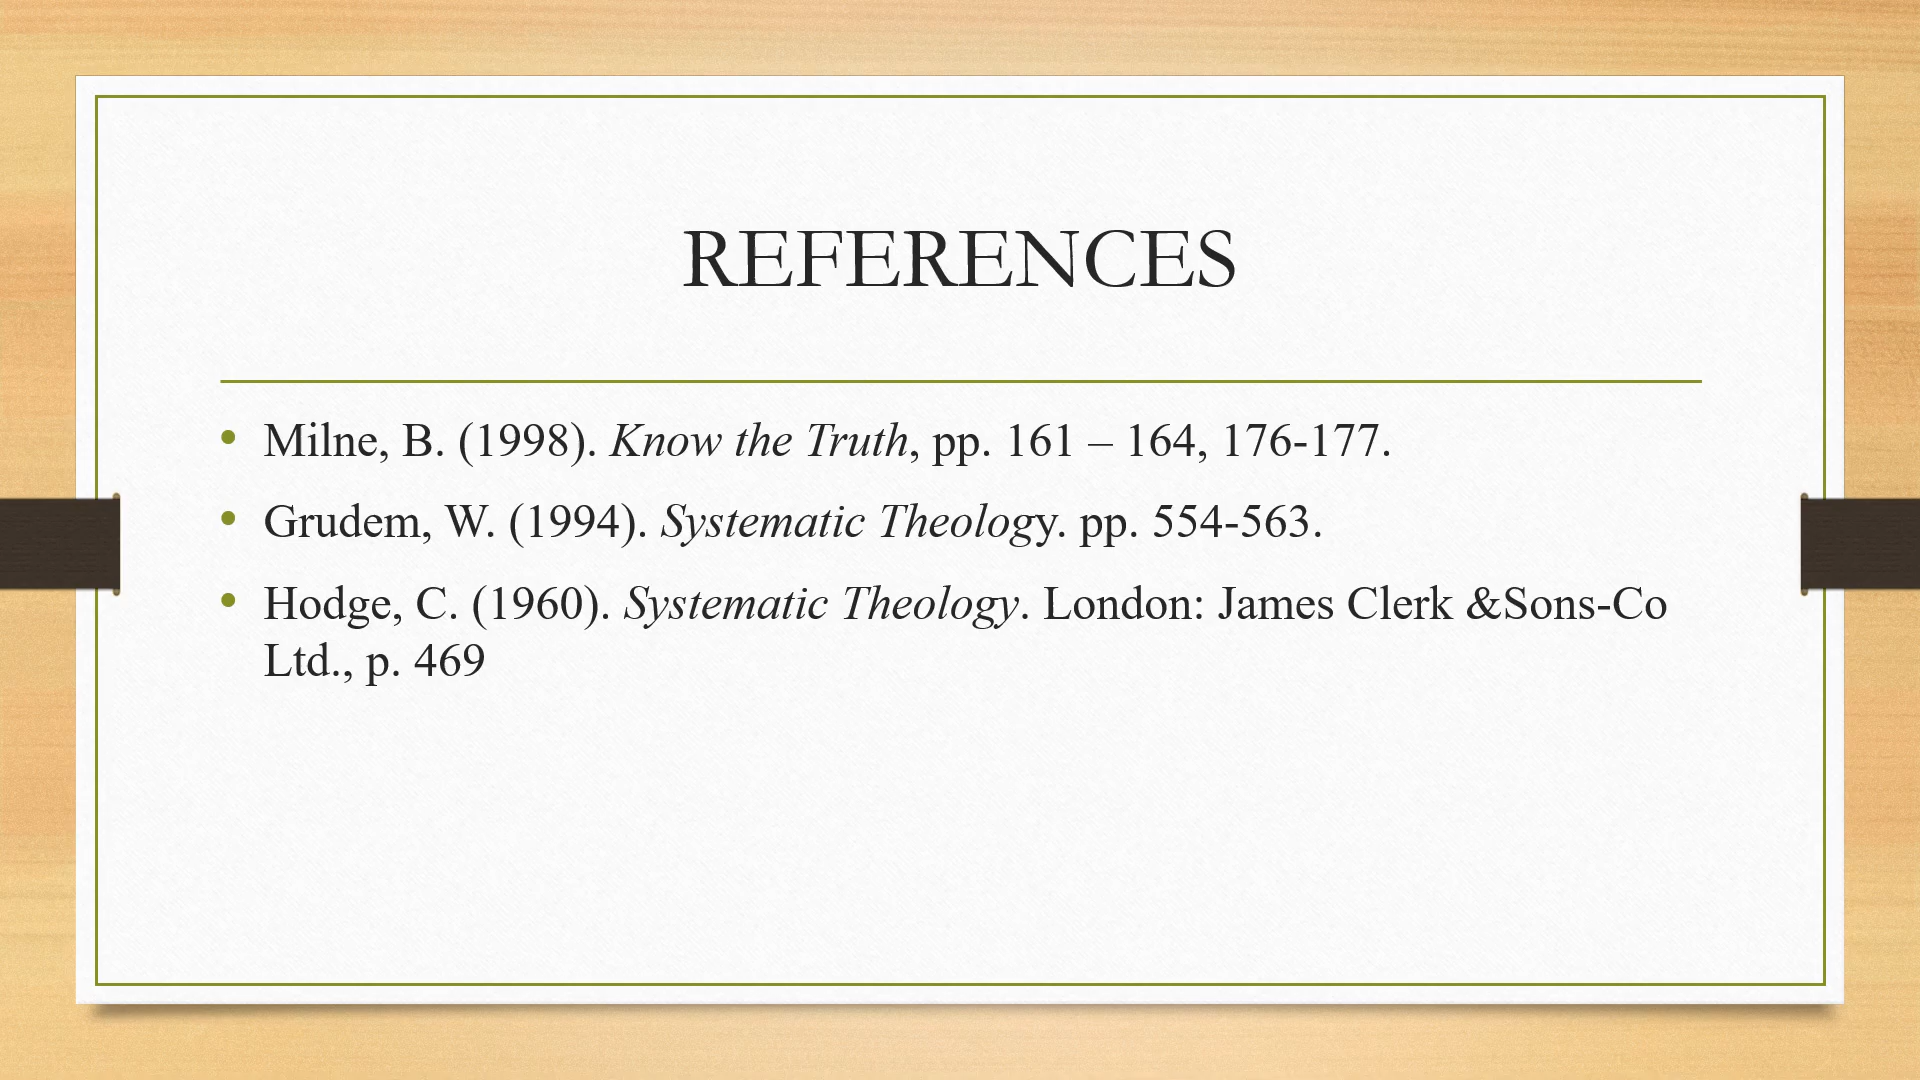 REFERENCES
• Milne, B. (1998). Know the Truth, pp. 161 – 164, 176-177.
• Grudem, W. (1994). Systematic Theology. pp. 554-563.
• Hodge, C. (1960). Systematic Theology. London: James Clerk &Sons-Co
Ltd., p. 469